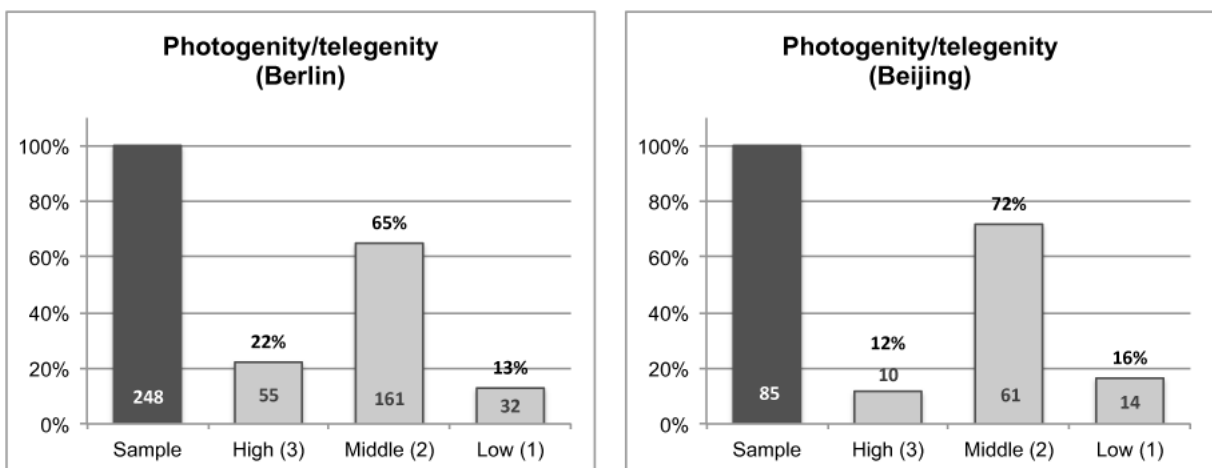 Photogenity/telegenity
(Berlin)
100%
80%
60%
40%
20%
0%
248
22%
55
65%
161
13%
32
Sample
High (3)
Middle (2)
Low (1)
Photogenity/telegenity
(Beijing)
100%
80%
60%
40%
20%
0%
85
12%
10
72%
61
16%
14
Sample
High (3)
Middle (2)
Low (1)